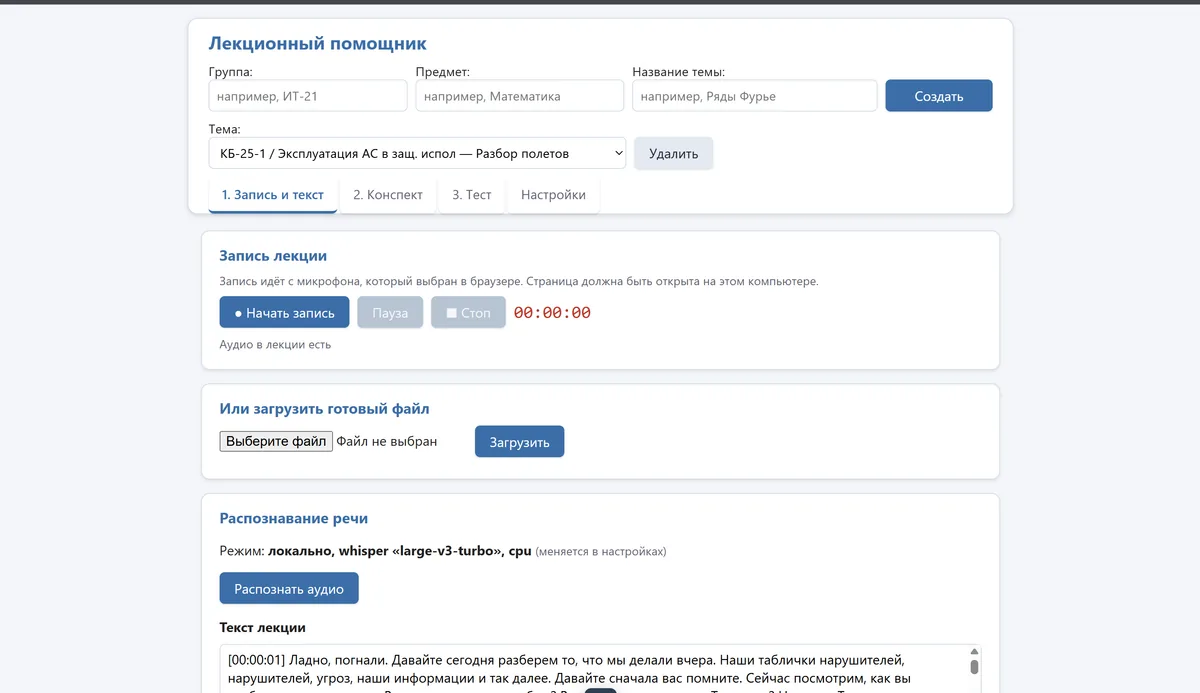 Лекционный помощник
Группа: Предмет: Название темы:
например, ИТ-21 например, Математика например, Ряды Фурье Создать
Тема:
КБ-25-1 / Эксплуатация АС в защ. испол — Разбор полетов Удалить
1. Запись и текст 2. Конспект 3. Тест Настройки
Запись лекции
Запись идёт с микрофона, который выбран в браузере. Страница должна быть открыта на этом компьютере.
● Начать запись Пауза ■ Стоп 00:00:00
Аудио в лекции есть
Или загрузить готовый файл
Выберите файл Файл не выбран Загрузить
Распознавание речи
Режим: локально, whisper «large-v3-turbo», cpu (меняется в настройках)
Распознать аудио
Текст лекции
[00:00:01] Ладно, погнали. Давайте сегодня разберем то, что мы делали вчера. Наши таблички нарушителей,
нарушителей, угроз, наши информации и так далее. Давайте сначала вас помните. Сейчас посмотрим, как вы